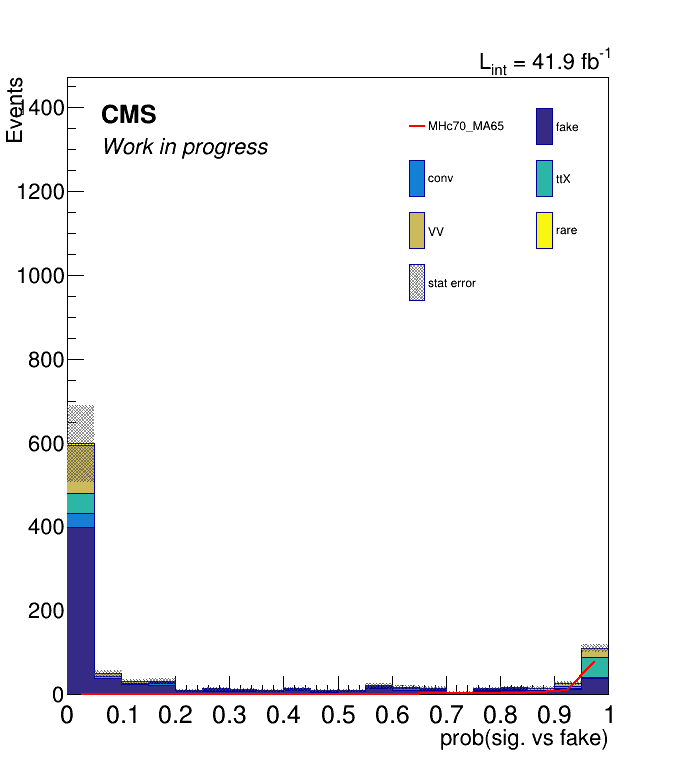 L_int = 41.9 fb^-1
Events
1400
1200
1000
800
600
400
200
0
CMS
Work in progress
MHc70_MA65
fake
conv
ttX
VV
rare
stat error
0 0.1 0.2 0.3 0.4 0.5 0.6 0.7 0.8 0.9 1
prob(sig. vs fake)